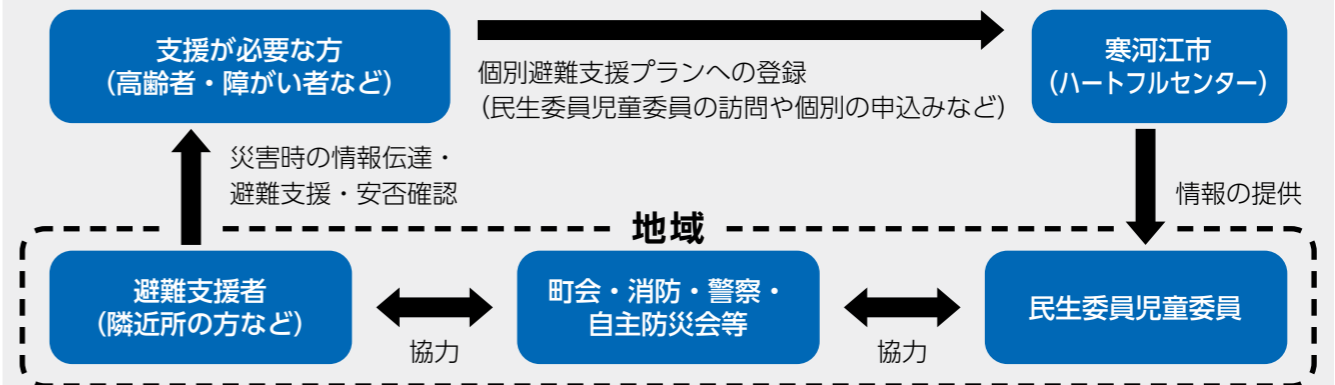 支援が必要な方
(高齢者・障がい者など)
個別避難支援プランへの登録
(民生委員児童委員の訪問や個別の申込みなど)
寒河江市
(ハートフルセンター)
災害時の情報伝達・
避難支援・安否確認
情報の提供
地域
避難支援者
(隣近所の方など)
協力
町会・消防・警察・
自主防災会等
協力
民生委員児童委員